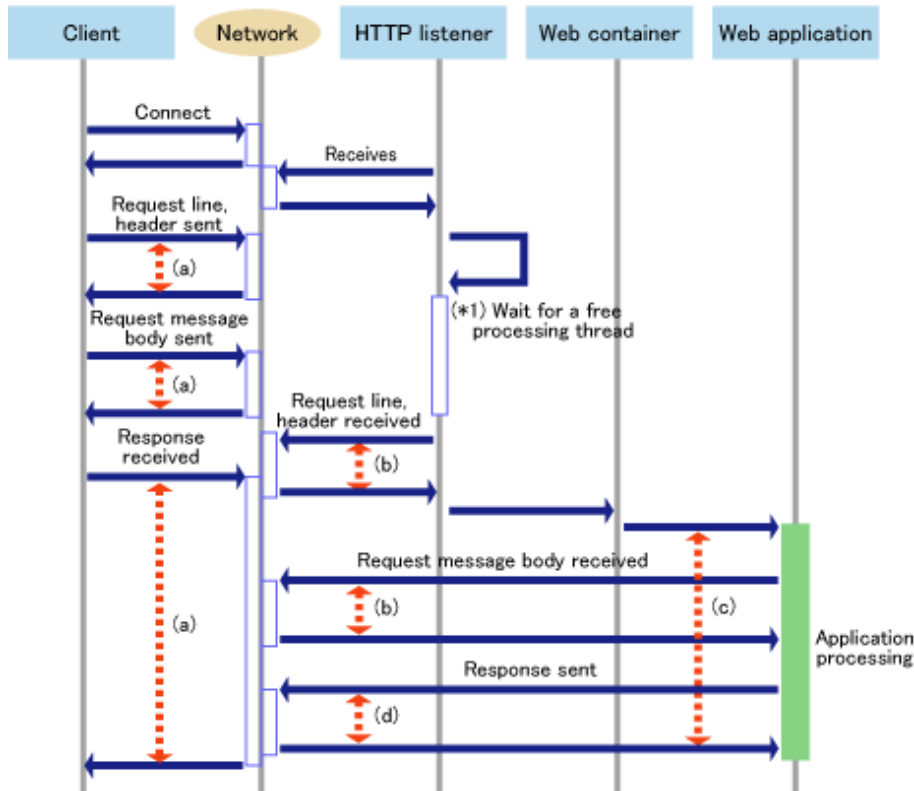 Client
Network
HTTP listener
Web container
Web application
Connect
Receives
Request line,
header sent
(a)
(*1) Wait for a free
processing thread
Request message
body sent
(a)
Request line,
header received
Response
received
(b)
Request message body received
(a)
(b)
(c)
Application
processing
Response sent
(d)